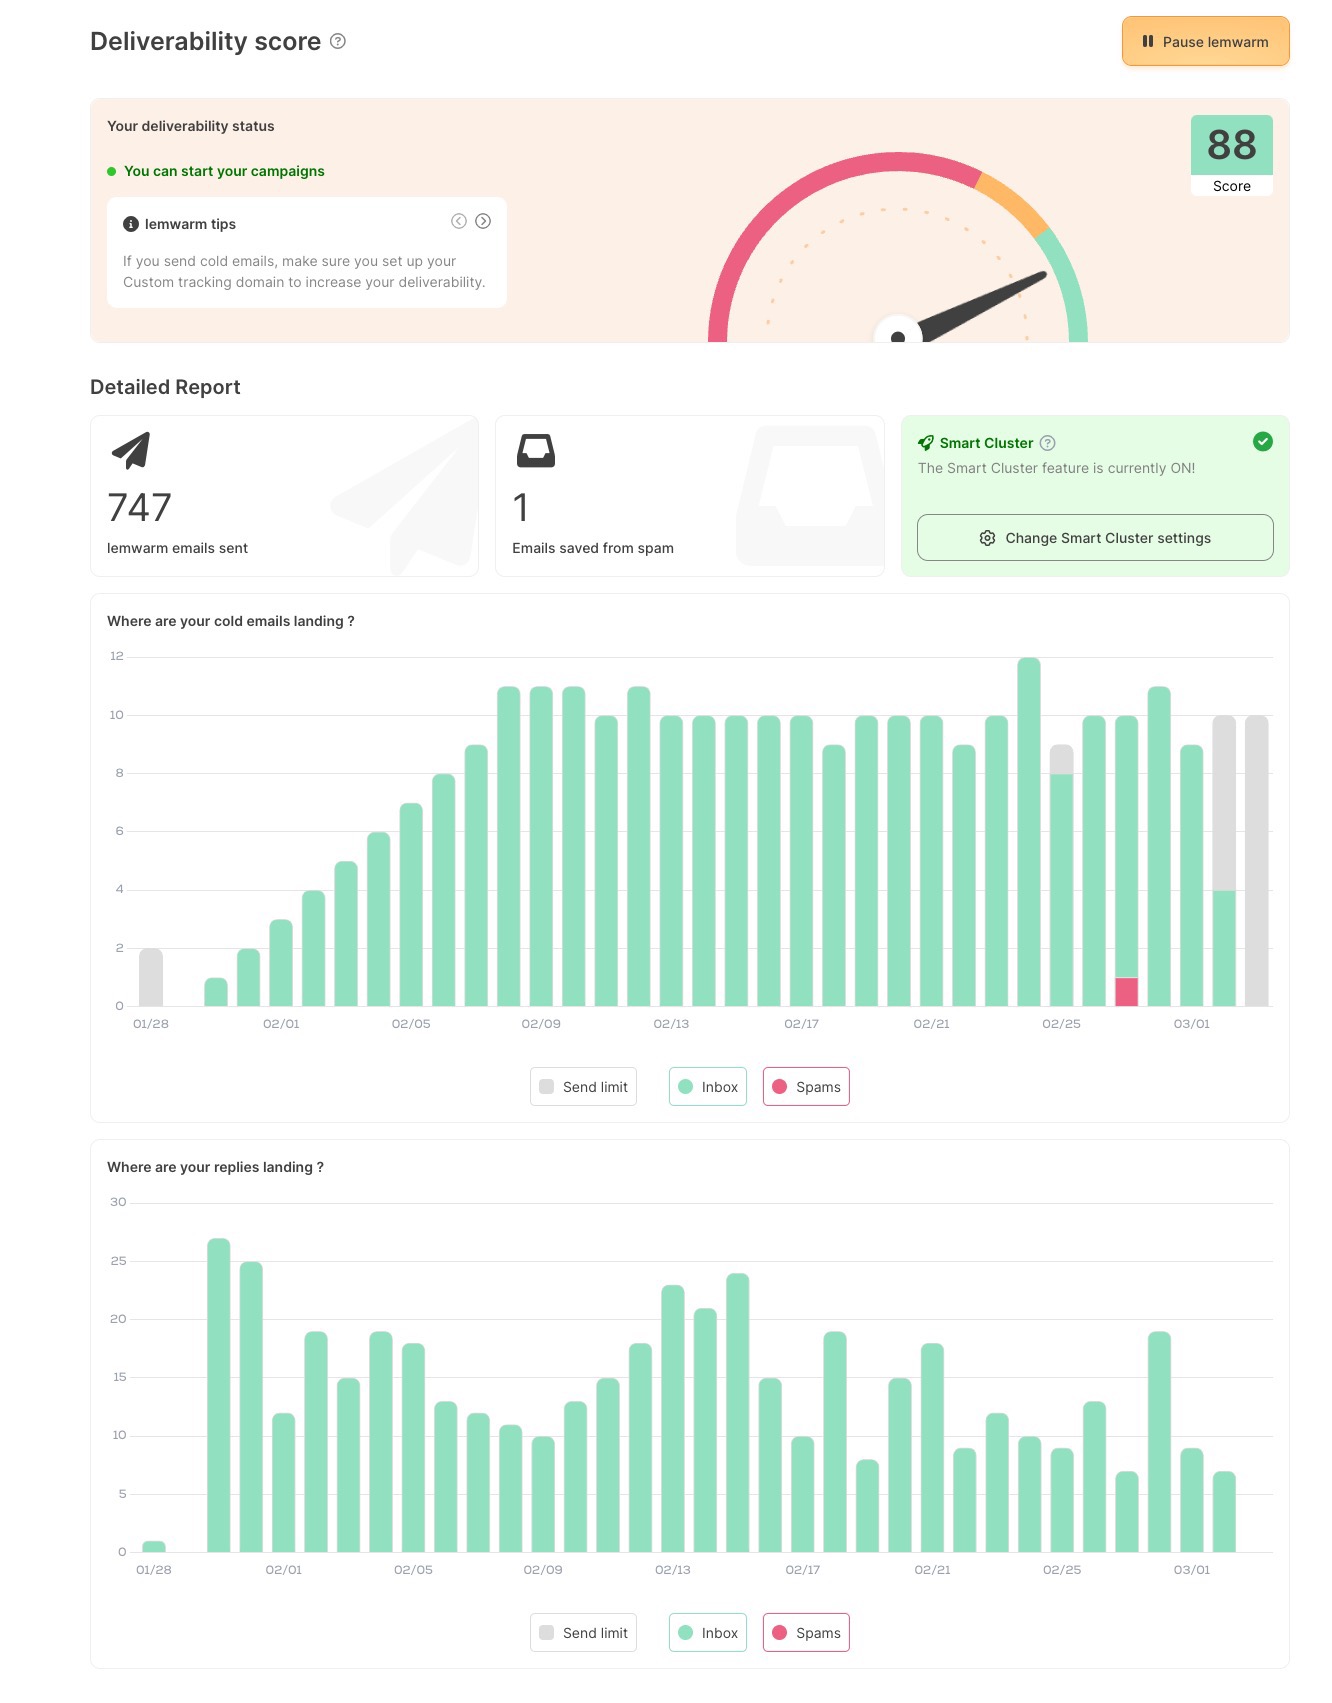 Deliverability score
Pause lemwarm
Your deliverability status
88
Score
You can start your campaigns
lemwarm tips
If you send cold emails, make sure you set up your
Custom tracking domain to increase your deliverability.
Detailed Report
747
lemwarm emails sent
1
Emails saved from spam
Smart Cluster
The Smart Cluster feature is currently ON!
Change Smart Cluster settings
Where are your cold emails landing ?
12
10
8
6
4
2
0
01/28 02/01 02/05 02/09 02/13 02/17 02/21 02/25 03/01
Send limit Inbox Spams
Where are your replies landing ?
30
25
20
15
10
5
0
01/28 02/01 02/05 02/09 02/13 02/17 02/21 02/25 03/01
Send limit Inbox Spams